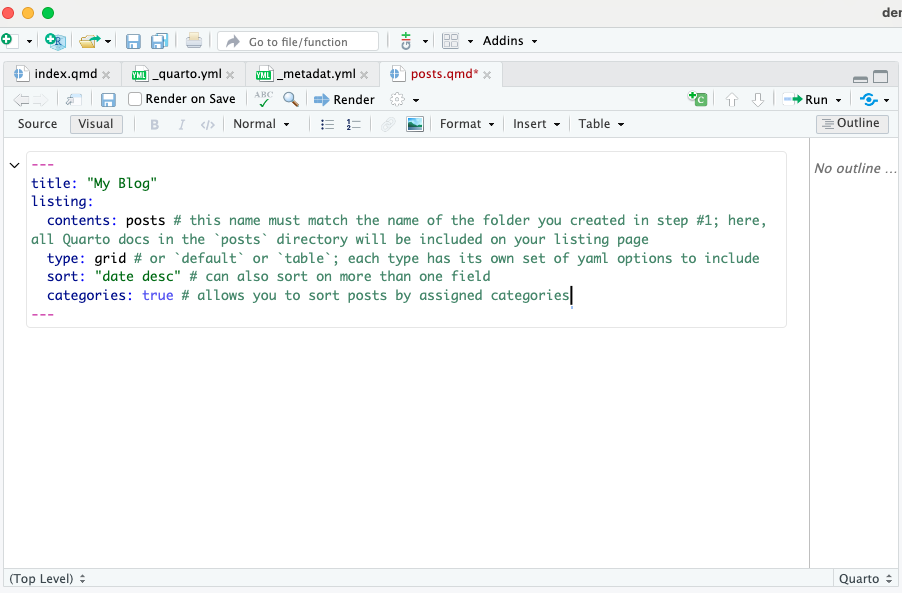 der
Go to file/function
Addins
index.qmd
_quarto.yml
_metadat.yml
posts.qmd*
Render on Save
ABC
Render
Run
Source
Visual
B
I
</>
Normal
Format
Insert
Table
Outline
---
title: "My Blog"
listing:
contents: posts # this name must match the name of the folder you created in step #1; here,
all Quarto docs in the `posts` directory will be included on your listing page
type: grid # or `default` or `table`; each type has its own set of yaml options to include
sort: "date desc" # can also sort on more than one field
categories: true # allows you to sort posts by assigned categories
---
No outline ...
(Top Level)
Quarto